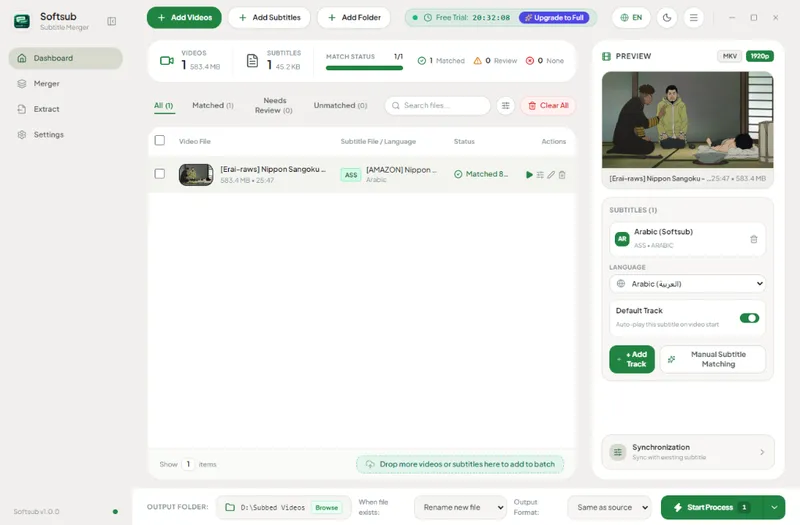 Softsub
Subtitle Merger
Add Videos
Add Subtitles
Add Folder
Free Trial: 20:32:08
Upgrade to Full
EN
Dashboard
Merger
Extract
Settings
Softsub v1.0.0
VIDEOS
1 583.4 MB
SUBTITLES
1 45.2 KB
MATCH STATUS 1/1
1 Matched
0 Review
0 None
All (1)
Matched (1)
Needs
Review (0)
Unmatched (0)
Search files...
Clear All
Video File
Subtitle File / Language
Status
Actions
[Erai-raws] Nippon Sangoku ...
583.4 MB • 25:47
ASS
[AMAZON] Nippon ...
Arabic
Matched 8...
Show 1 items
Drop more videos or subtitles here to add to batch
PREVIEW
MKV
1920p
[Erai-raws] Nippon Sangoku - ... 25:47 • 583.4 MB
SUBTITLES (1)
AR
Arabic (Softsub)
ASS • ARABIC
LANGUAGE
Arabic (العربية)
Default Track
Auto-play this subtitle on video start
+ Add
Track
Manual Subtitle
Matching
Synchronization
Sync with existing subtitle
OUTPUT FOLDER:
D:\Subbed Videos
Browse
When file
exists:
Rename new file
Output
Format:
Same as source
Start Process 1